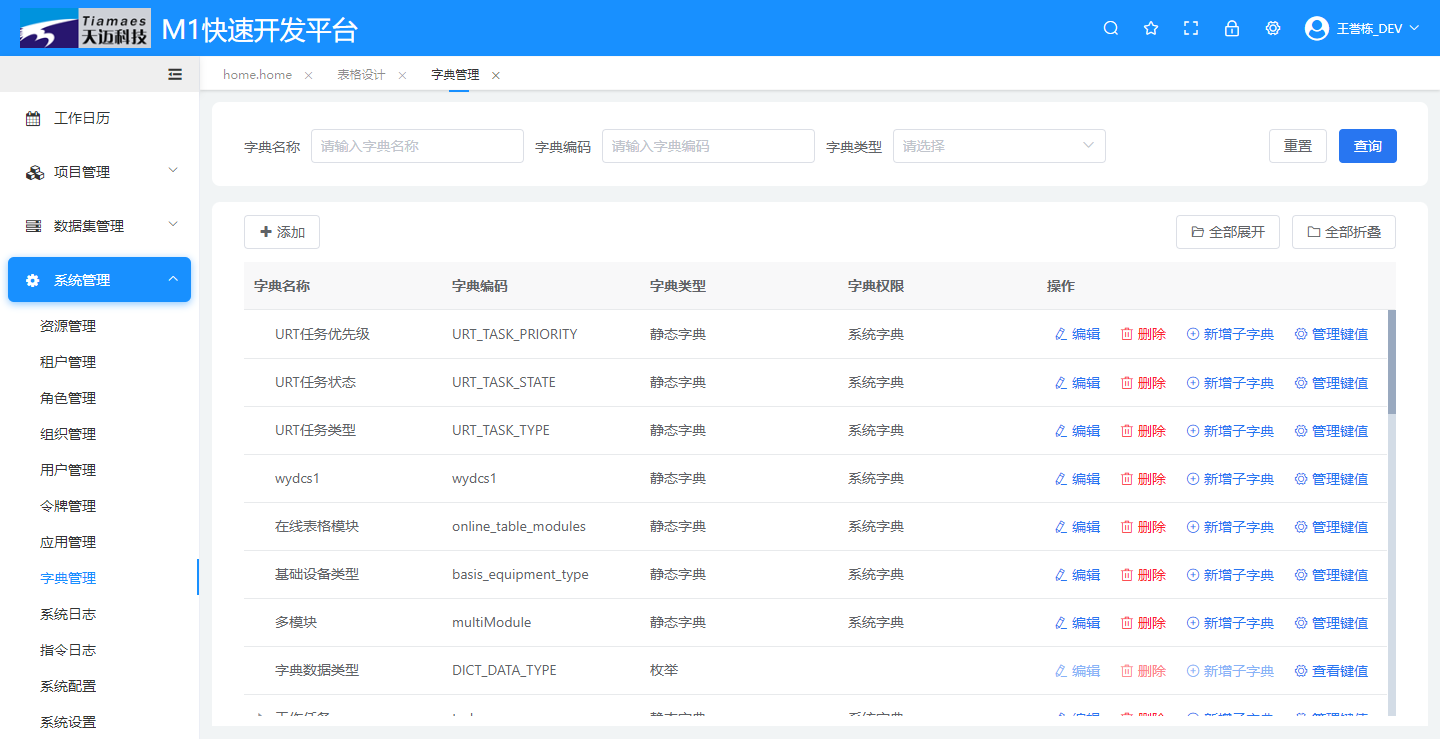 Tiamaes
天迈科技
M1快速开发平台
王誉栋_DEV
home.home
表格设计
字典管理
工作日历
项目管理
数据集管理
系统管理
资源管理
租户管理
角色管理
组织管理
用户管理
令牌管理
应用管理
字典管理
系统日志
指令日志
系统配置
系统设置
字典名称 请输入字典名称 字典编码 请输入字典编码 字典类型 请选择 重置 查询
添加 全部展开 全部折叠
字典名称 字典编码 字典类型 字典权限 操作
URT任务优先级 URT_TASK_PRIORITY 静态字典 系统字典 编辑 删除 新增子字典 管理键值
URT任务状态 URT_TASK_STATE 静态字典 系统字典 编辑 删除 新增子字典 管理键值
URT任务类型 URT_TASK_TYPE 静态字典 系统字典 编辑 删除 新增子字典 管理键值
wydcs1 wydcs1 静态字典 系统字典 编辑 删除 新增子字典 管理键值
在线表格模块 online_table_modules 静态字典 系统字典 编辑 删除 新增子字典 管理键值
基础设备类型 basis_equipment_type 静态字典 系统字典 编辑 删除 新增子字典 管理键值
多模块 multiModule 静态字典 系统字典 编辑 删除 新增子字典 管理键值
字典数据类型 DICT_DATA_TYPE 枚举 编辑 删除 新增子字典 查看键值
工作任务 静态字典 系统字典 编辑 删除 新增子字典 管理键值